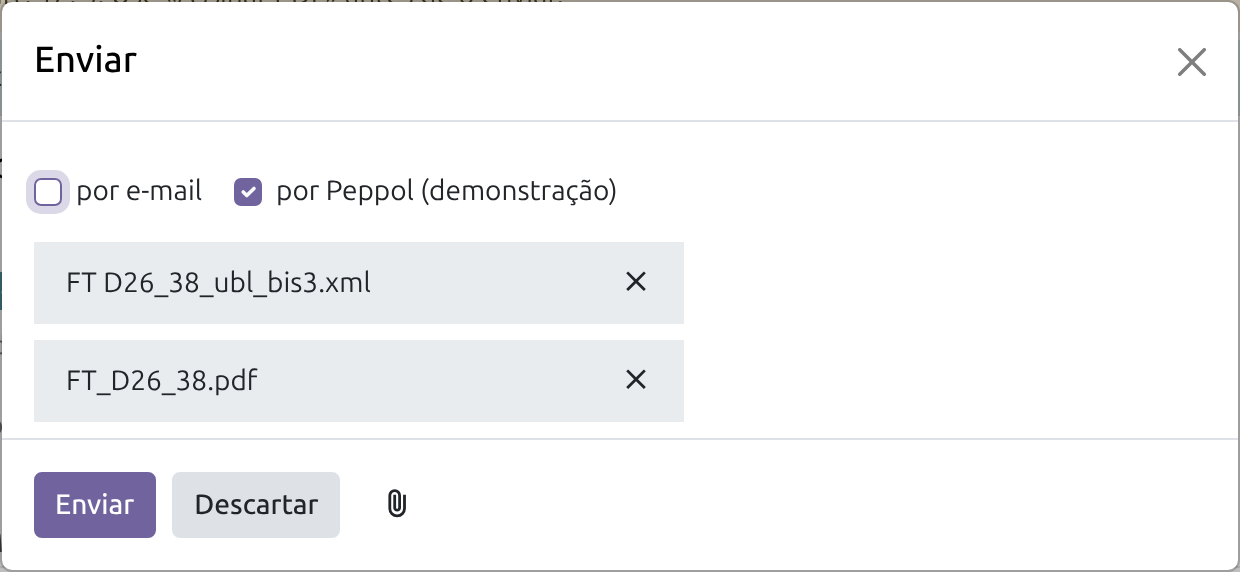 Enviar
por e-mail por Peppol (demonstração)
FT D26_38_ubl_bis3.xml
FT_D26_38.pdf
Enviar Descartar